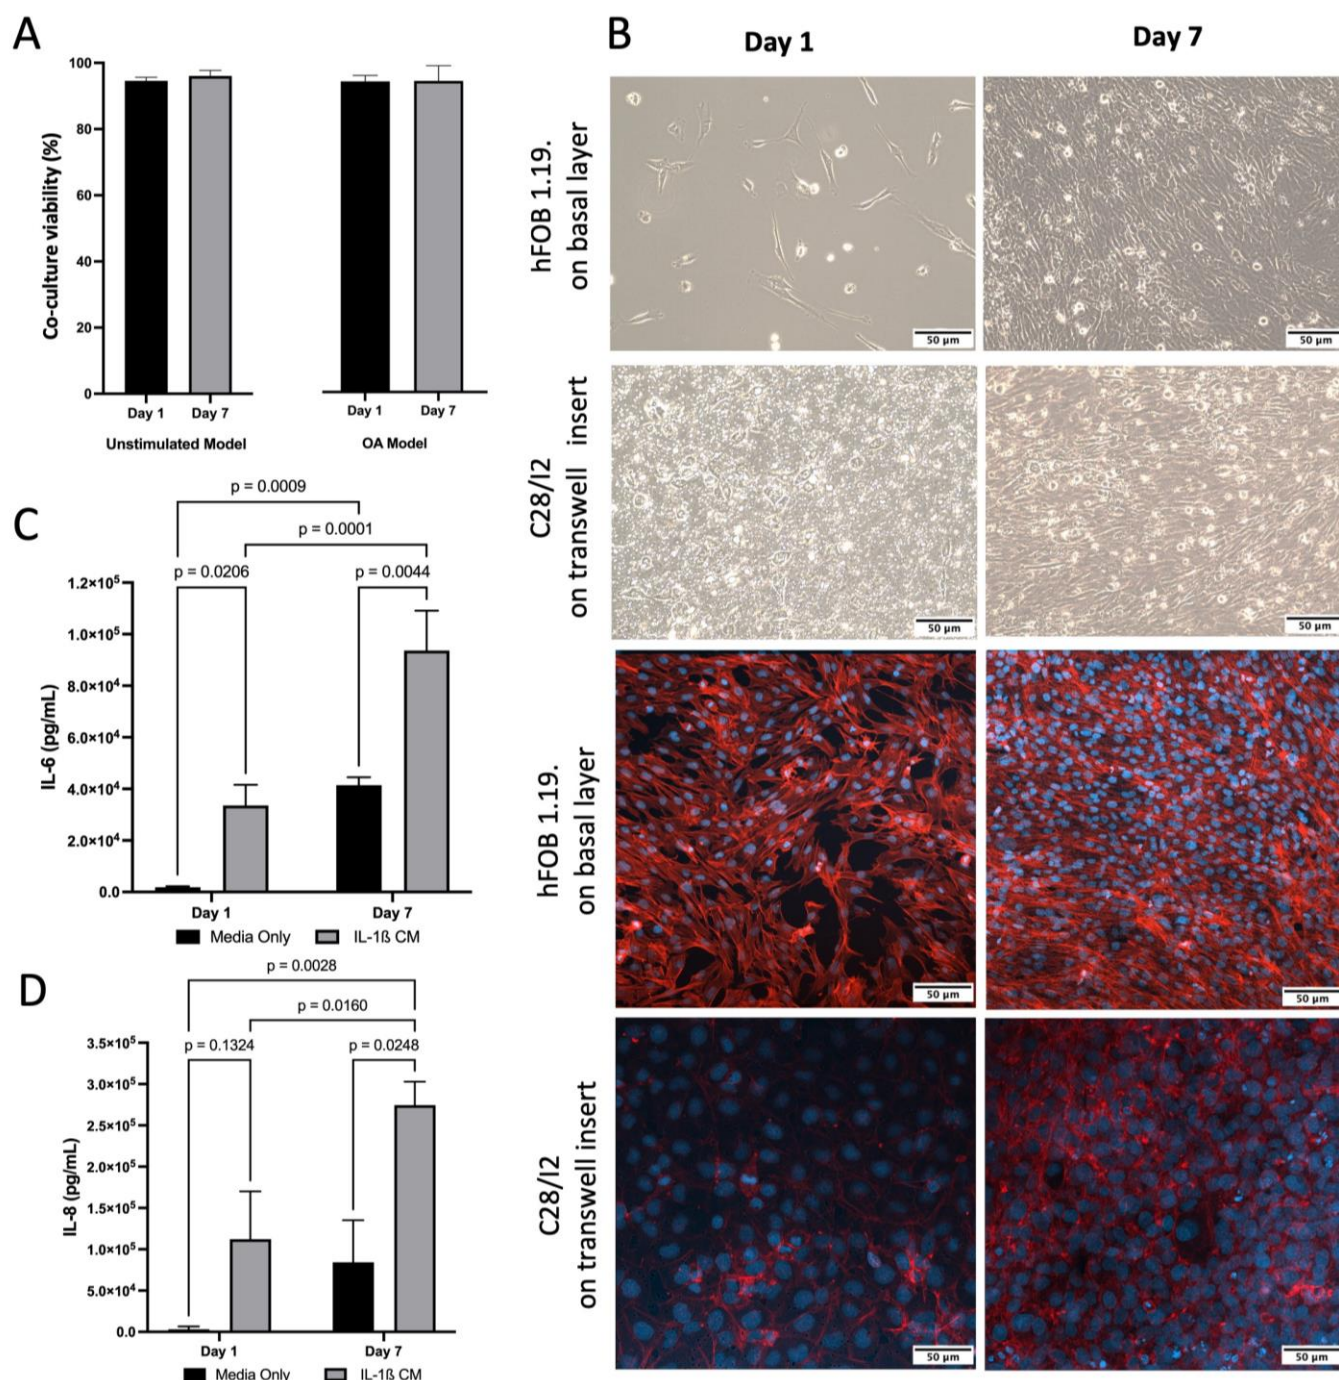 A
100
80
60
40
20
0
Co-culture viability (%)
Day 1
Day 7
Day 1
Day 7
Unstimulated Model
OA Model
B
Day 1
Day 7
hFOB 1.19.
on basal layer
50 µm
50 µm
C28/I2
on transwell insert
50 µm
50 µm
hFOB 1.19.
on basal layer
50 µm
50 µm
C28/I2
on transwell insert
50 µm
50 µm
C
p = 0.0009
p = 0.0001
p = 0.0206
p = 0.0044
1.2×10⁵
1.0×10⁵
8.0×10⁴
6.0×10⁴
4.0×10⁴
2.0×10⁴
0.0
IL-6 (pg/mL)
Day 1
Day 7
Media Only
IL-1ß CM
D
p = 0.0028
p = 0.0160
p = 0.1324
p = 0.0248
3.5×10⁵
3.0×10⁵
2.5×10⁵
2.0×10⁵
1.5×10⁵
1.0×10⁵
5.0×10⁴
0.0
IL-8 (pg/mL)
Day 1
Day 7
Media Only
IL-1ß CM